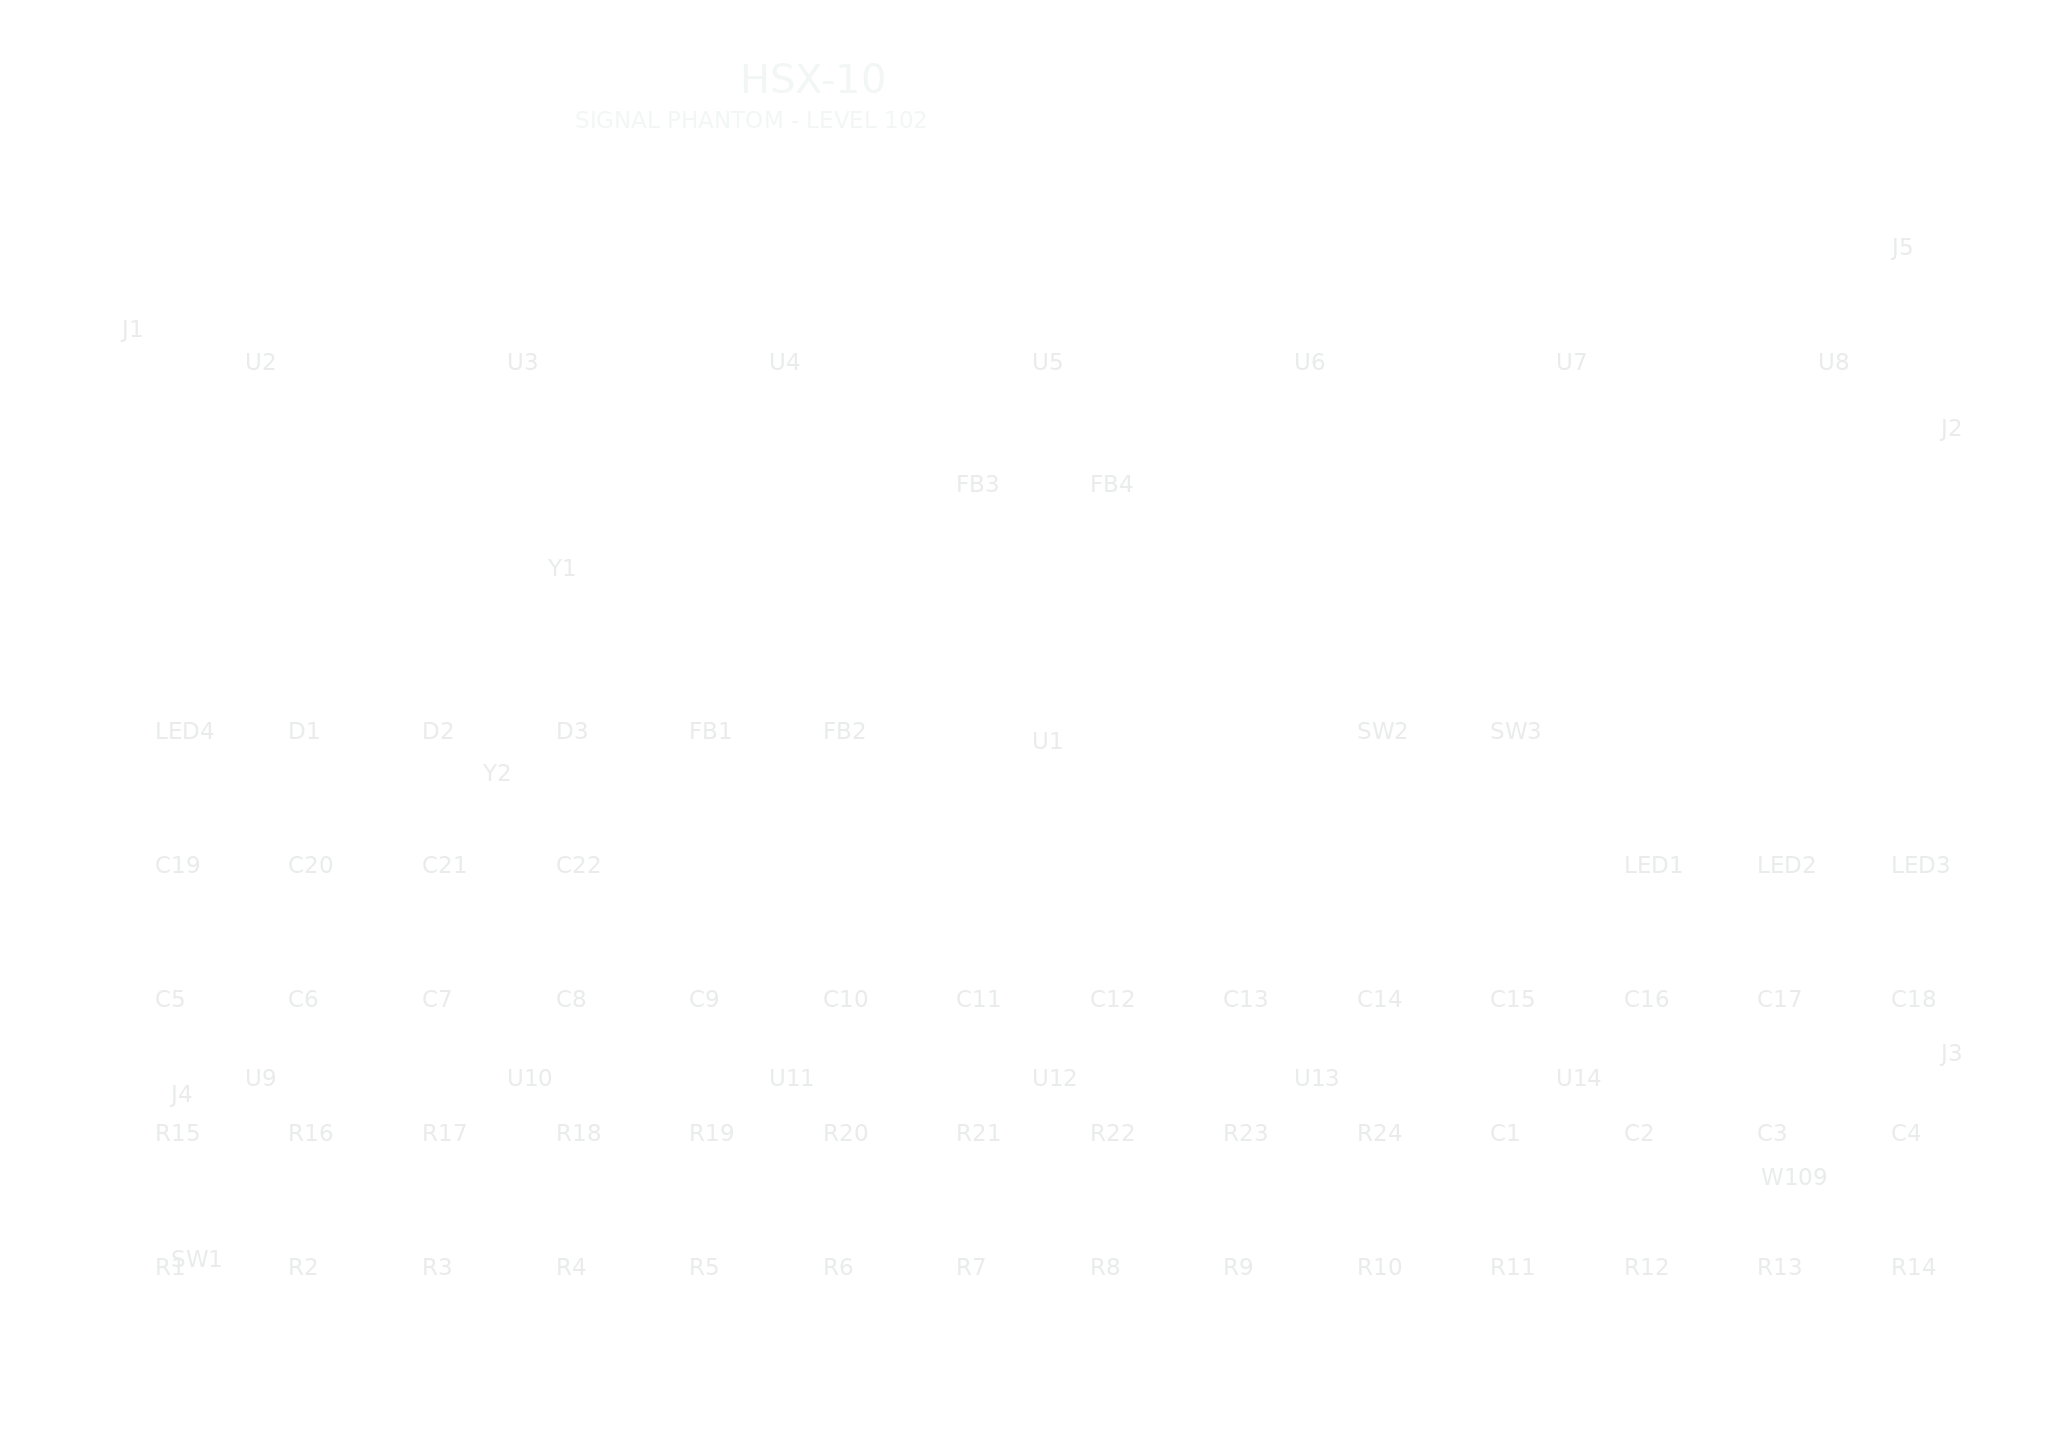 HSX-10
SIGNAL PHANTOM - LEVEL 102
J5
J1
U2 U3 U4 U5 U6 U7 U8
J2
FB3 FB4
Y1
LED4 D1 D2 D3 FB1 FB2 U1 SW2 SW3
Y2
C19 C20 C21 C22 LED1 LED2 LED3
C5 C6 C7 C8 C9 C10 C11 C12 C13 C14 C15 C16 C17 C18
J3
U9 U10 U11 U12 U13 U14
J4
R15 R16 R17 R18 R19 R20 R21 R22 R23 R24 C1 C2 C3 C4
W109
SW1
R1 R2 R3 R4 R5 R6 R7 R8 R9 R10 R11 R12 R13 R14